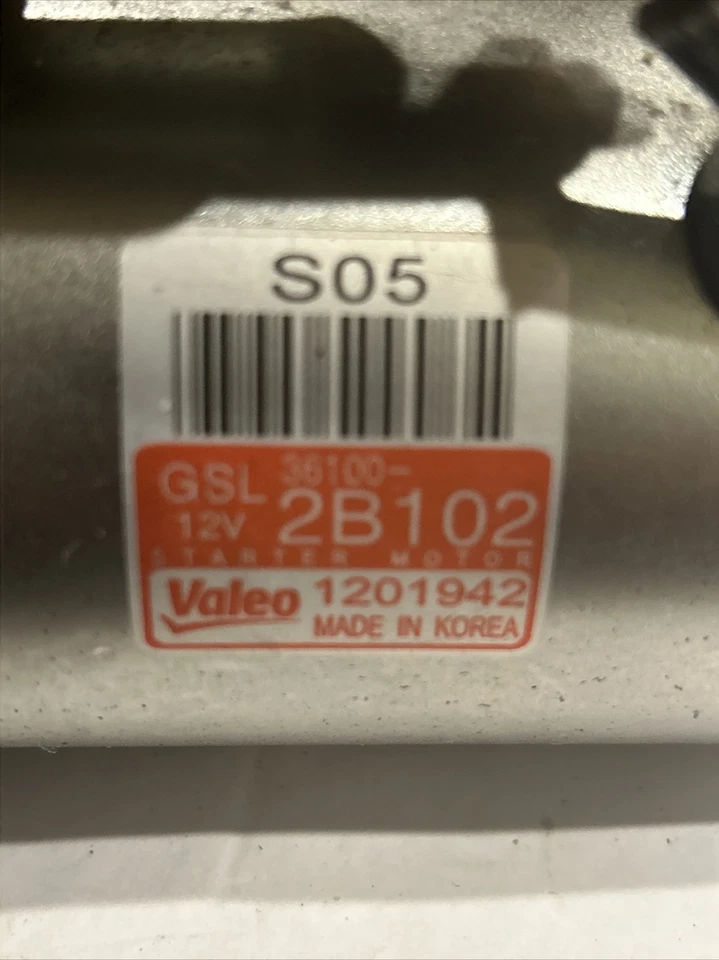 S05
GSL 36100-
12V 2B102
STARTER MOTOR
Valeo 1201942
MADE IN KOREA